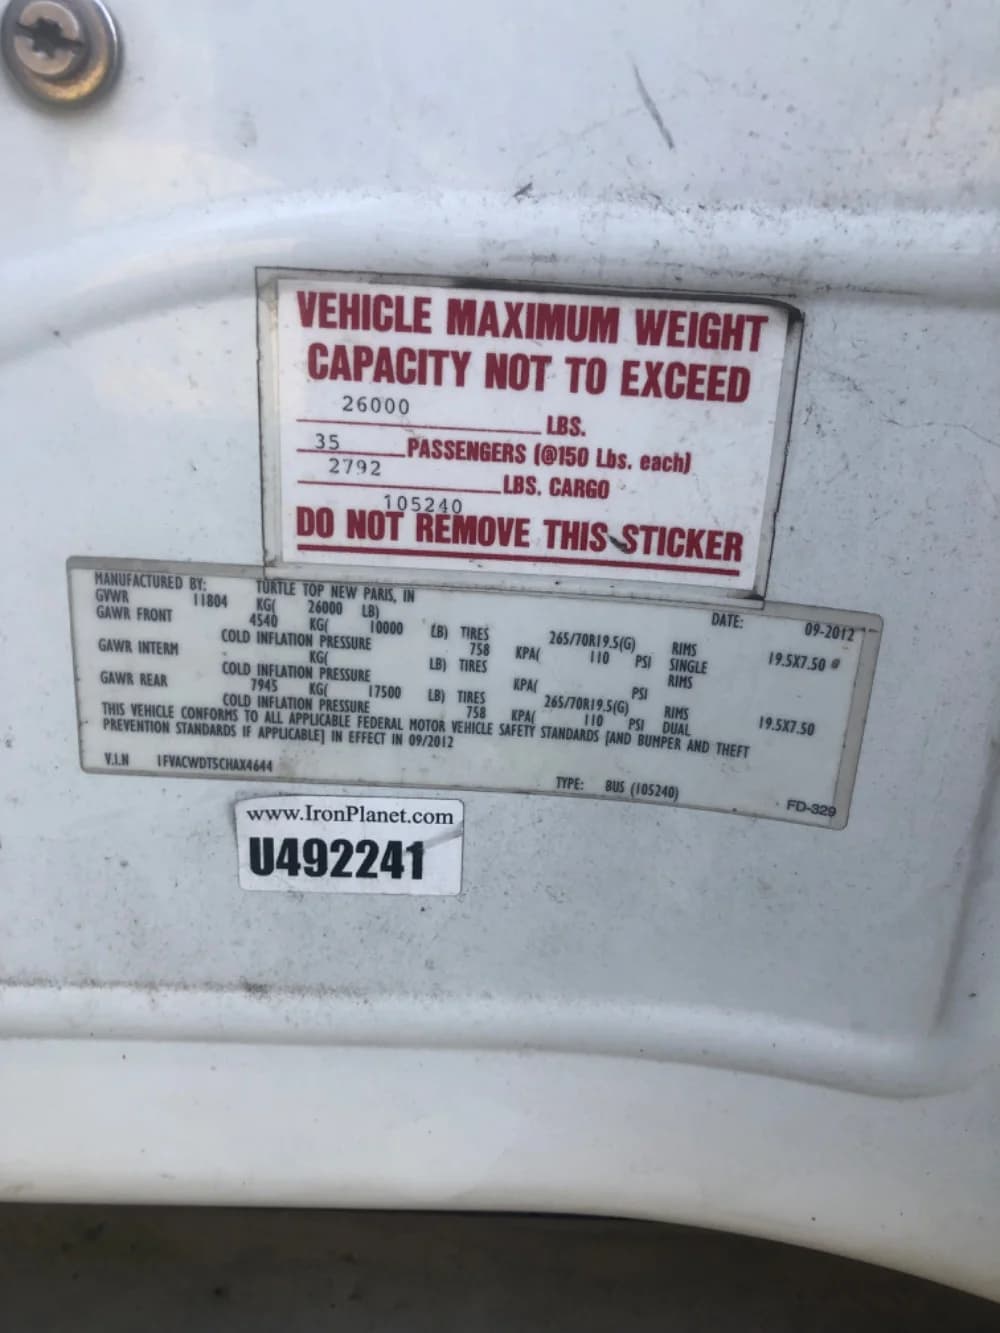 VEHICLE MAXIMUM WEIGHT
CAPACITY NOT TO EXCEED
26000 LBS.
35 PASSENGERS (@150 Lbs. each)
2792 LBS. CARGO
105240
DO NOT REMOVE THIS STICKER
MANUFACTURED BY: TURTLE TOP NEW PARIS, IN DATE: 09-2012
GVWR 11804 KG( 26000 LB)
GAWR FRONT 4540 KG( 10000 LB) TIRES 265/70R19.5(G) RIMS 19.5X7.50 @
COLD INFLATION PRESSURE 758 KPA( 110 PSI SINGLE
GAWR INTERM KG( LB) TIRES RIMS
COLD INFLATION PRESSURE KPA( PSI
GAWR REAR 7945 KG( 17500 LB) TIRES 265/70R19.5(G) RIMS 19.5X7.50
COLD INFLATION PRESSURE 758 KPA( 110 PSI DUAL
THIS VEHICLE CONFORMS TO ALL APPLICABLE FEDERAL MOTOR VEHICLE SAFETY STANDARDS [AND BUMPER AND THEFT
PREVENTION STANDARDS IF APPLICABLE] IN EFFECT IN 09/2012
V.I.N 1FVACWDT5CHAX4644 TYPE: BUS (105240)
FD-329
www.IronPlanet.com
U492241